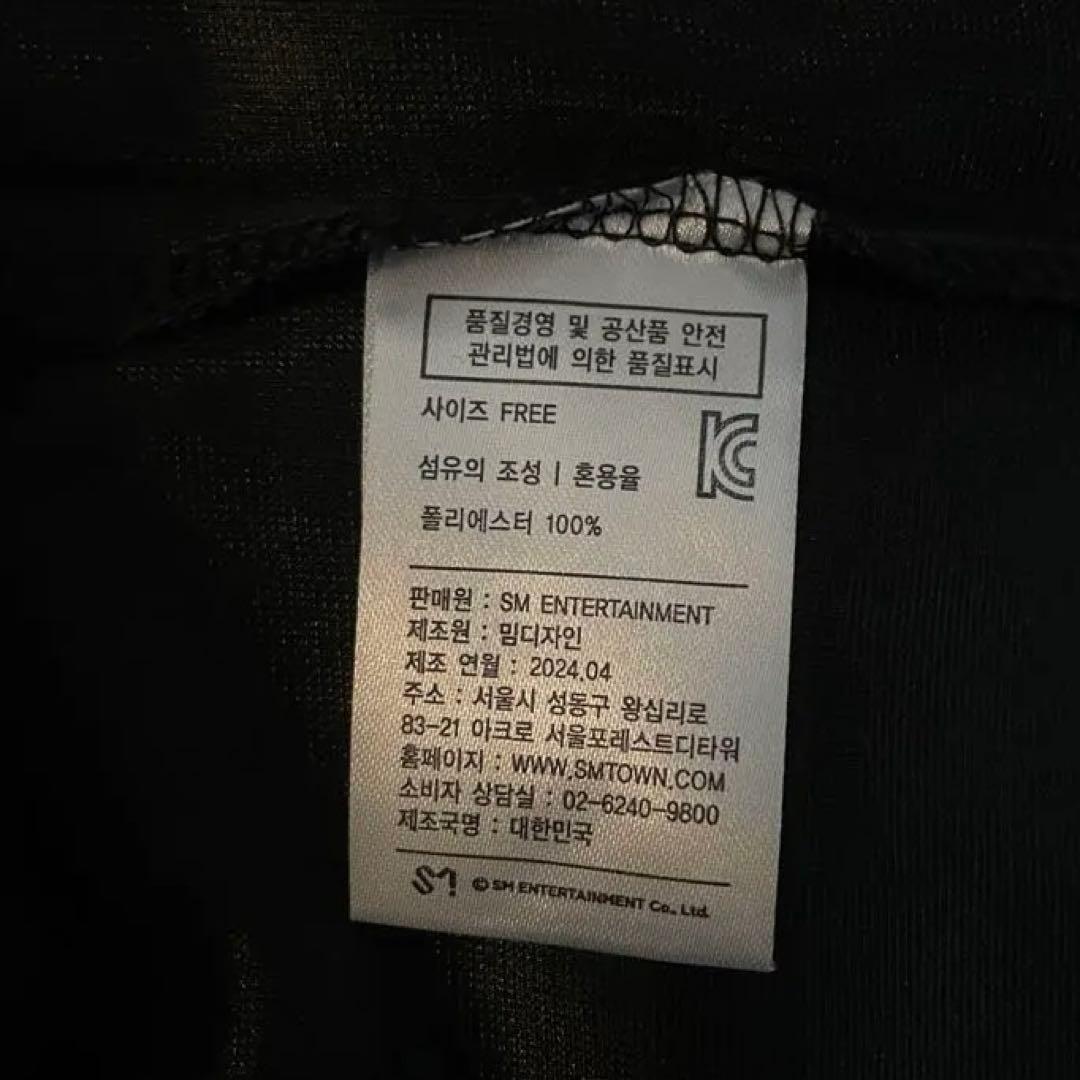 품질경영 및 공산품 안전
관리법에 의한 품질표시
사이즈 FREE
KC
섬유의 조성 | 혼용율
폴리에스터 100%
판매원 : SM ENTERTAINMENT
제조원 : 밈디자인
제조 연월 : 2024.04
주소 : 서울시 성동구 왕십리로
83-21 아크로 서울포레스트디타워
홈페이지 : WWW.SMTOWN.COM
소비자 상담실 : 02-6240-9800
제조국명 : 대한민국
SM! © SM ENTERTAINMENT Co., Ltd.